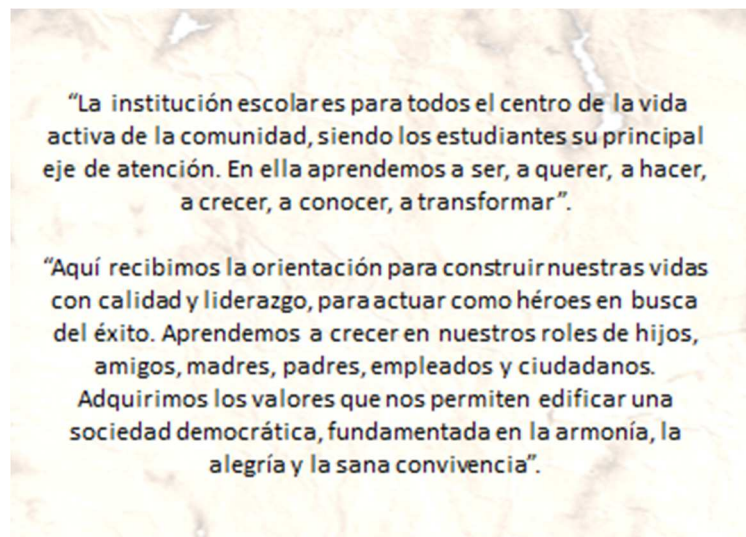 “La institución escolar es para todos el centro de la vida
activa de la comunidad, siendo los estudiantes su principal
eje de atención. En ella aprendemos a ser, a querer, a hacer,
a crecer, a conocer, a transformar”.
“Aquí recibimos la orientación para construir nuestras vidas
con calidad y liderazgo, para actuar como héroes en busca
del éxito. Aprendemos a crecer en nuestros roles de hijos,
amigos, madres, padres, empleados y ciudadanos.
Adquirimos los valores que nos permiten edificar una
sociedad democrática, fundamentada en la armonía, la
alegría y la sana convivencia”.